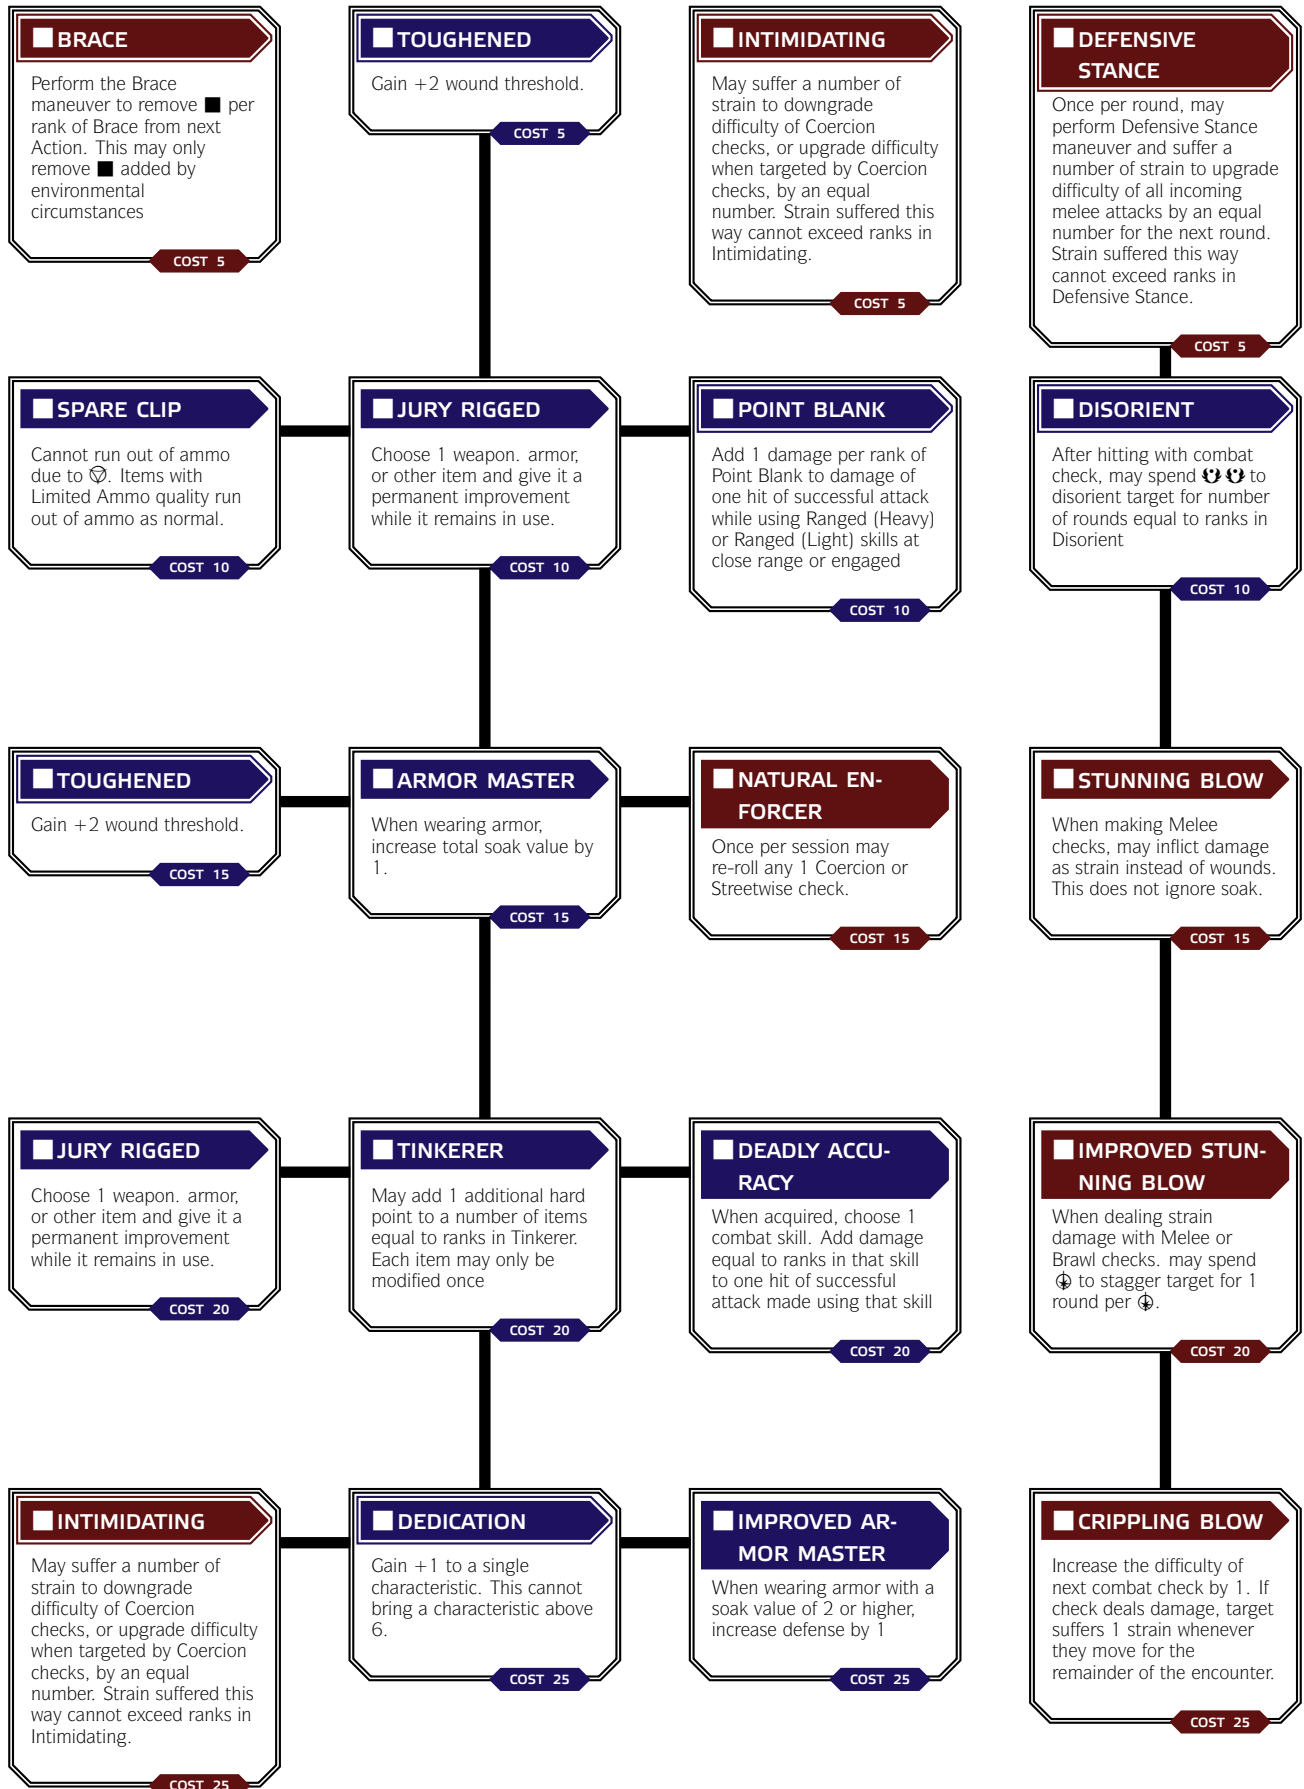 BRACE
Perform the Brace
maneuver to remove ■ per
rank of Brace from next
Action. This may only
remove ■ added by
environmental
circumstances
COST 5
TOUGHENED
Gain +2 wound threshold.
COST 5
INTIMIDATING
May suffer a number of
strain to downgrade
difficulty of Coercion
checks, or upgrade difficulty
when targeted by Coercion
checks, by an equal
number. Strain suffered this
way cannot exceed ranks in
Intimidating.
COST 5
DEFENSIVE
STANCE
Once per round, may
perform Defensive Stance
maneuver and suffer a
number of strain to upgrade
difficulty of all incoming
melee attacks by an equal
number for the next round.
Strain suffered this way
cannot exceed ranks in
Defensive Stance.
COST 5
SPARE CLIP
Cannot run out of ammo
due to . Items with
Limited Ammo quality run
out of ammo as normal.
COST 10
JURY RIGGED
Choose 1 weapon. armor,
or other item and give it a
permanent improvement
while it remains in use.
COST 10
POINT BLANK
Add 1 damage per rank of
Point Blank to damage of
one hit of successful attack
while using Ranged (Heavy)
or Ranged (Light) skills at
close range or engaged
COST 10
DISORIENT
After hitting with combat
check, may spend to
disorient target for number
of rounds equal to ranks in
Disorient
COST 10
TOUGHENED
Gain +2 wound threshold.
COST 15
ARMOR MASTER
When wearing armor,
increase total soak value by
1.
COST 15
NATURAL EN-
FORCER
Once per session may
re-roll any 1 Coercion or
Streetwise check.
COST 15
STUNNING BLOW
When making Melee
checks, may inflict damage
as strain instead of wounds.
This does not ignore soak.
COST 15
JURY RIGGED
Choose 1 weapon. armor,
or other item and give it a
permanent improvement
while it remains in use.
COST 20
TINKERER
May add 1 additional hard
point to a number of items
equal to ranks in Tinkerer.
Each item may only be
modified once
COST 20
DEADLY ACCU-
RACY
When acquired, choose 1
combat skill. Add damage
equal to ranks in that skill
to one hit of successful
attack made using that skill
COST 20
IMPROVED STUN-
NING BLOW
When dealing strain
damage with Melee or
Brawl checks. may spend
to stagger target for 1
round per .
COST 20
INTIMIDATING
May suffer a number of
strain to downgrade
difficulty of Coercion
checks, or upgrade difficulty
when targeted by Coercion
checks, by an equal
number. Strain suffered this
way cannot exceed ranks in
Intimidating.
COST 25
DEDICATION
Gain +1 to a single
characteristic. This cannot
bring a characteristic above
6.
COST 25
IMPROVED AR-
MOR MASTER
When wearing armor with a
soak value of 2 or higher,
increase defense by 1
COST 25
CRIPPLING BLOW
Increase the difficulty of
next combat check by 1. If
check deals damage, target
suffers 1 strain whenever
they move for the
remainder of the encounter.
COST 25